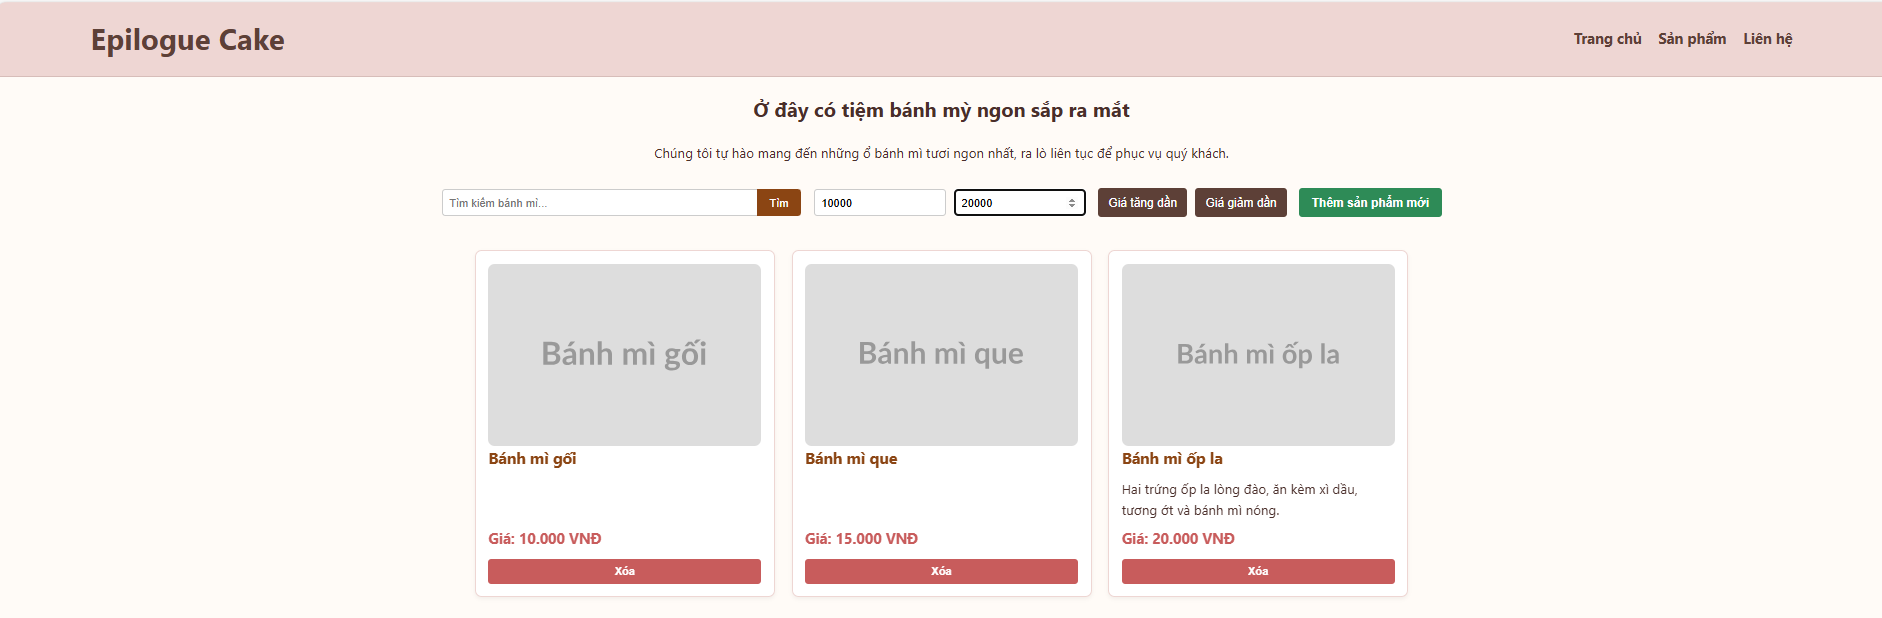 Epilogue Cake
Trang chủ Sản phẩm Liên hệ
Ở đây có tiệm bánh mỳ ngon sắp ra mắt
Chúng tôi tự hào mang đến những ổ bánh mì tươi ngon nhất, ra lò liên tục để phục vụ quý khách.
Tìm kiếm bánh mì... Tìm 10000 20000 Giá tăng dần Giá giảm dần Thêm sản phẩm mới
Bánh mì gối
Bánh mì gối
Giá: 10.000 VNĐ
Xóa
Bánh mì que
Bánh mì que
Giá: 15.000 VNĐ
Xóa
Bánh mì ốp la
Bánh mì ốp la
Hai trứng ốp la lòng đào, ăn kèm xì dầu,
tương ớt và bánh mì nóng.
Giá: 20.000 VNĐ
Xóa